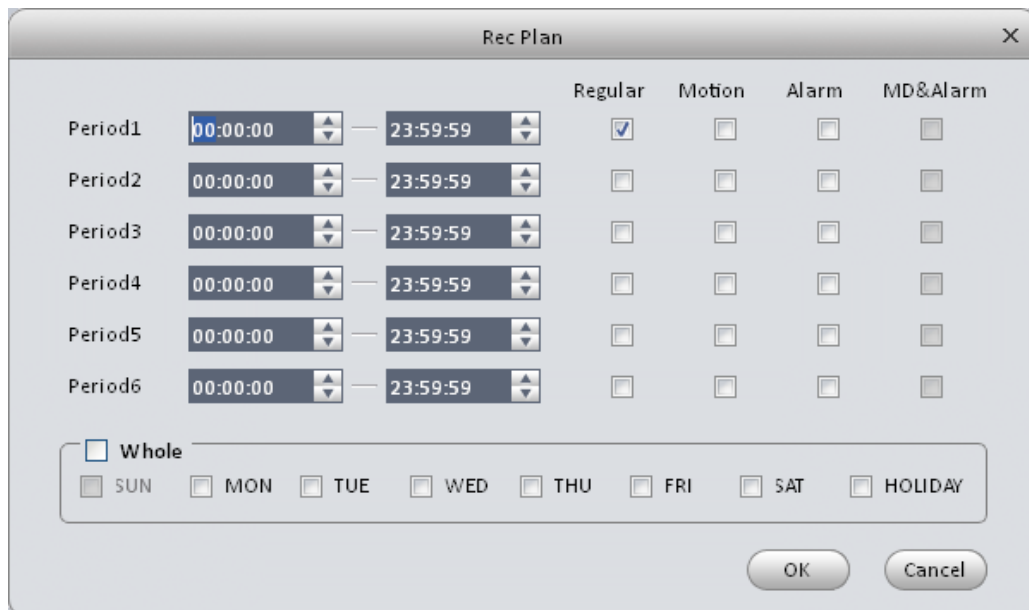 Rec Plan
Regular Motion Alarm MD&Alarm
Period1 00:00:00 — 23:59:59
Period2 00:00:00 — 23:59:59
Period3 00:00:00 — 23:59:59
Period4 00:00:00 — 23:59:59
Period5 00:00:00 — 23:59:59
Period6 00:00:00 — 23:59:59
Whole
SUN MON TUE WED THU FRI SAT HOLIDAY
OK Cancel